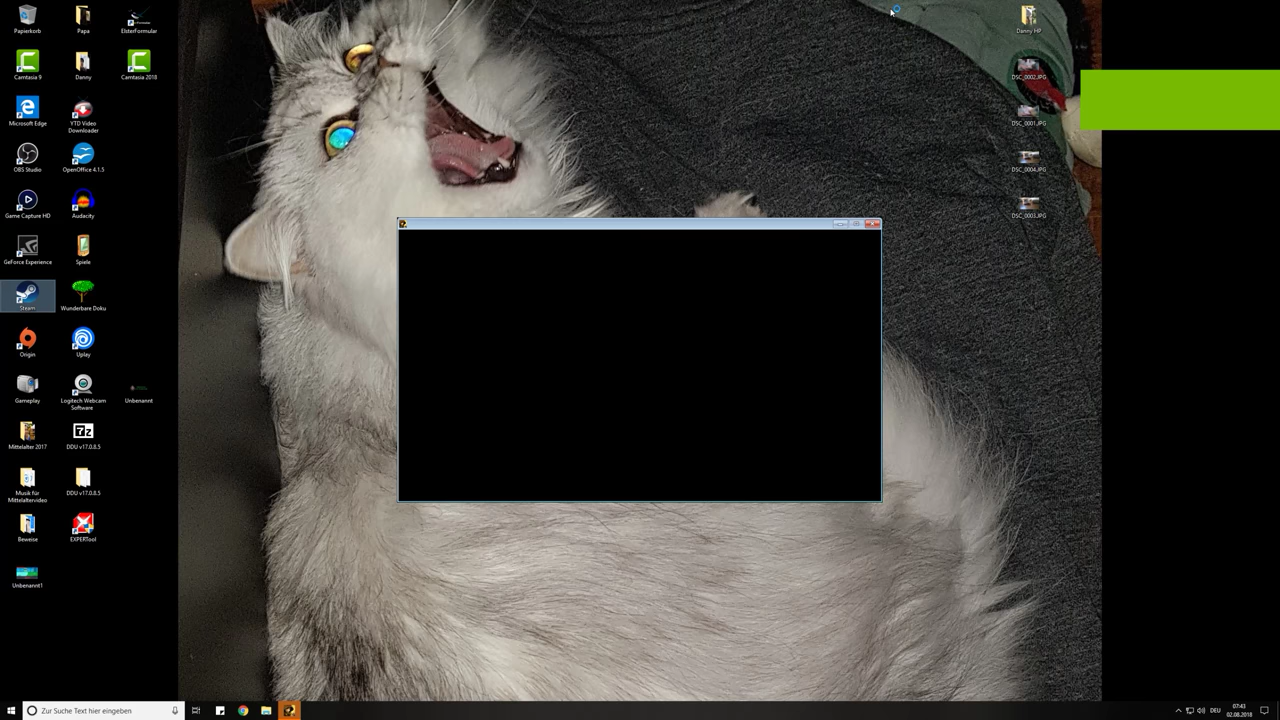 Papierkorb
Papa
ElsterFormular
Camtasia 9
Danny
Camtasia 2018
Microsoft Edge
YTD Video
Downloader
OBS Studio
OpenOffice 4.1.5
Game Capture HD
Audacity
GeForce Experience
Spiele
Steam
Wunderbare Doku
Origin
Uplay
Gameplay
Logitech Webcam
Software
Unbenannt
Mittelalter 2017
7z
DDU v17.0.8.5
Musik für
Mittelaltervideo
DDU v17.0.8.5
Beweise
EXPERTool
Unbenannt1
Danny HP
DSC_0002.JPG
DSC_0001.JPG
DSC_0004.JPG
DSC_0003.JPG
Zur Suche Text hier eingeben
DEU
07:43
02.08.2018